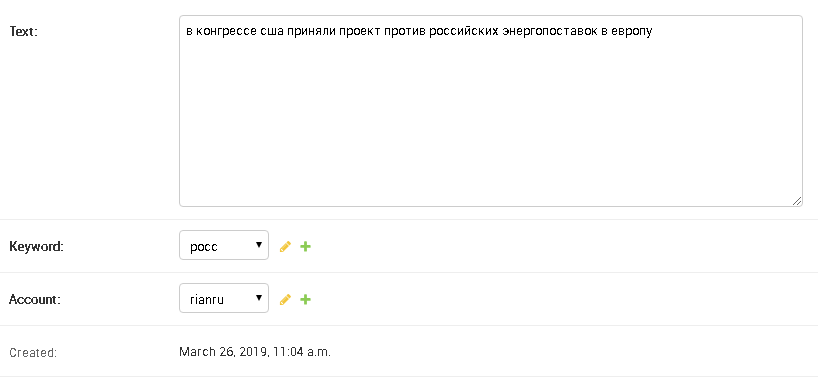 Text:
в конгрессе сша приняли проект против российских энергопоставок в европу
Keyword:
росс
Account:
rianru
Created:
March 26, 2019, 11:04 a.m.